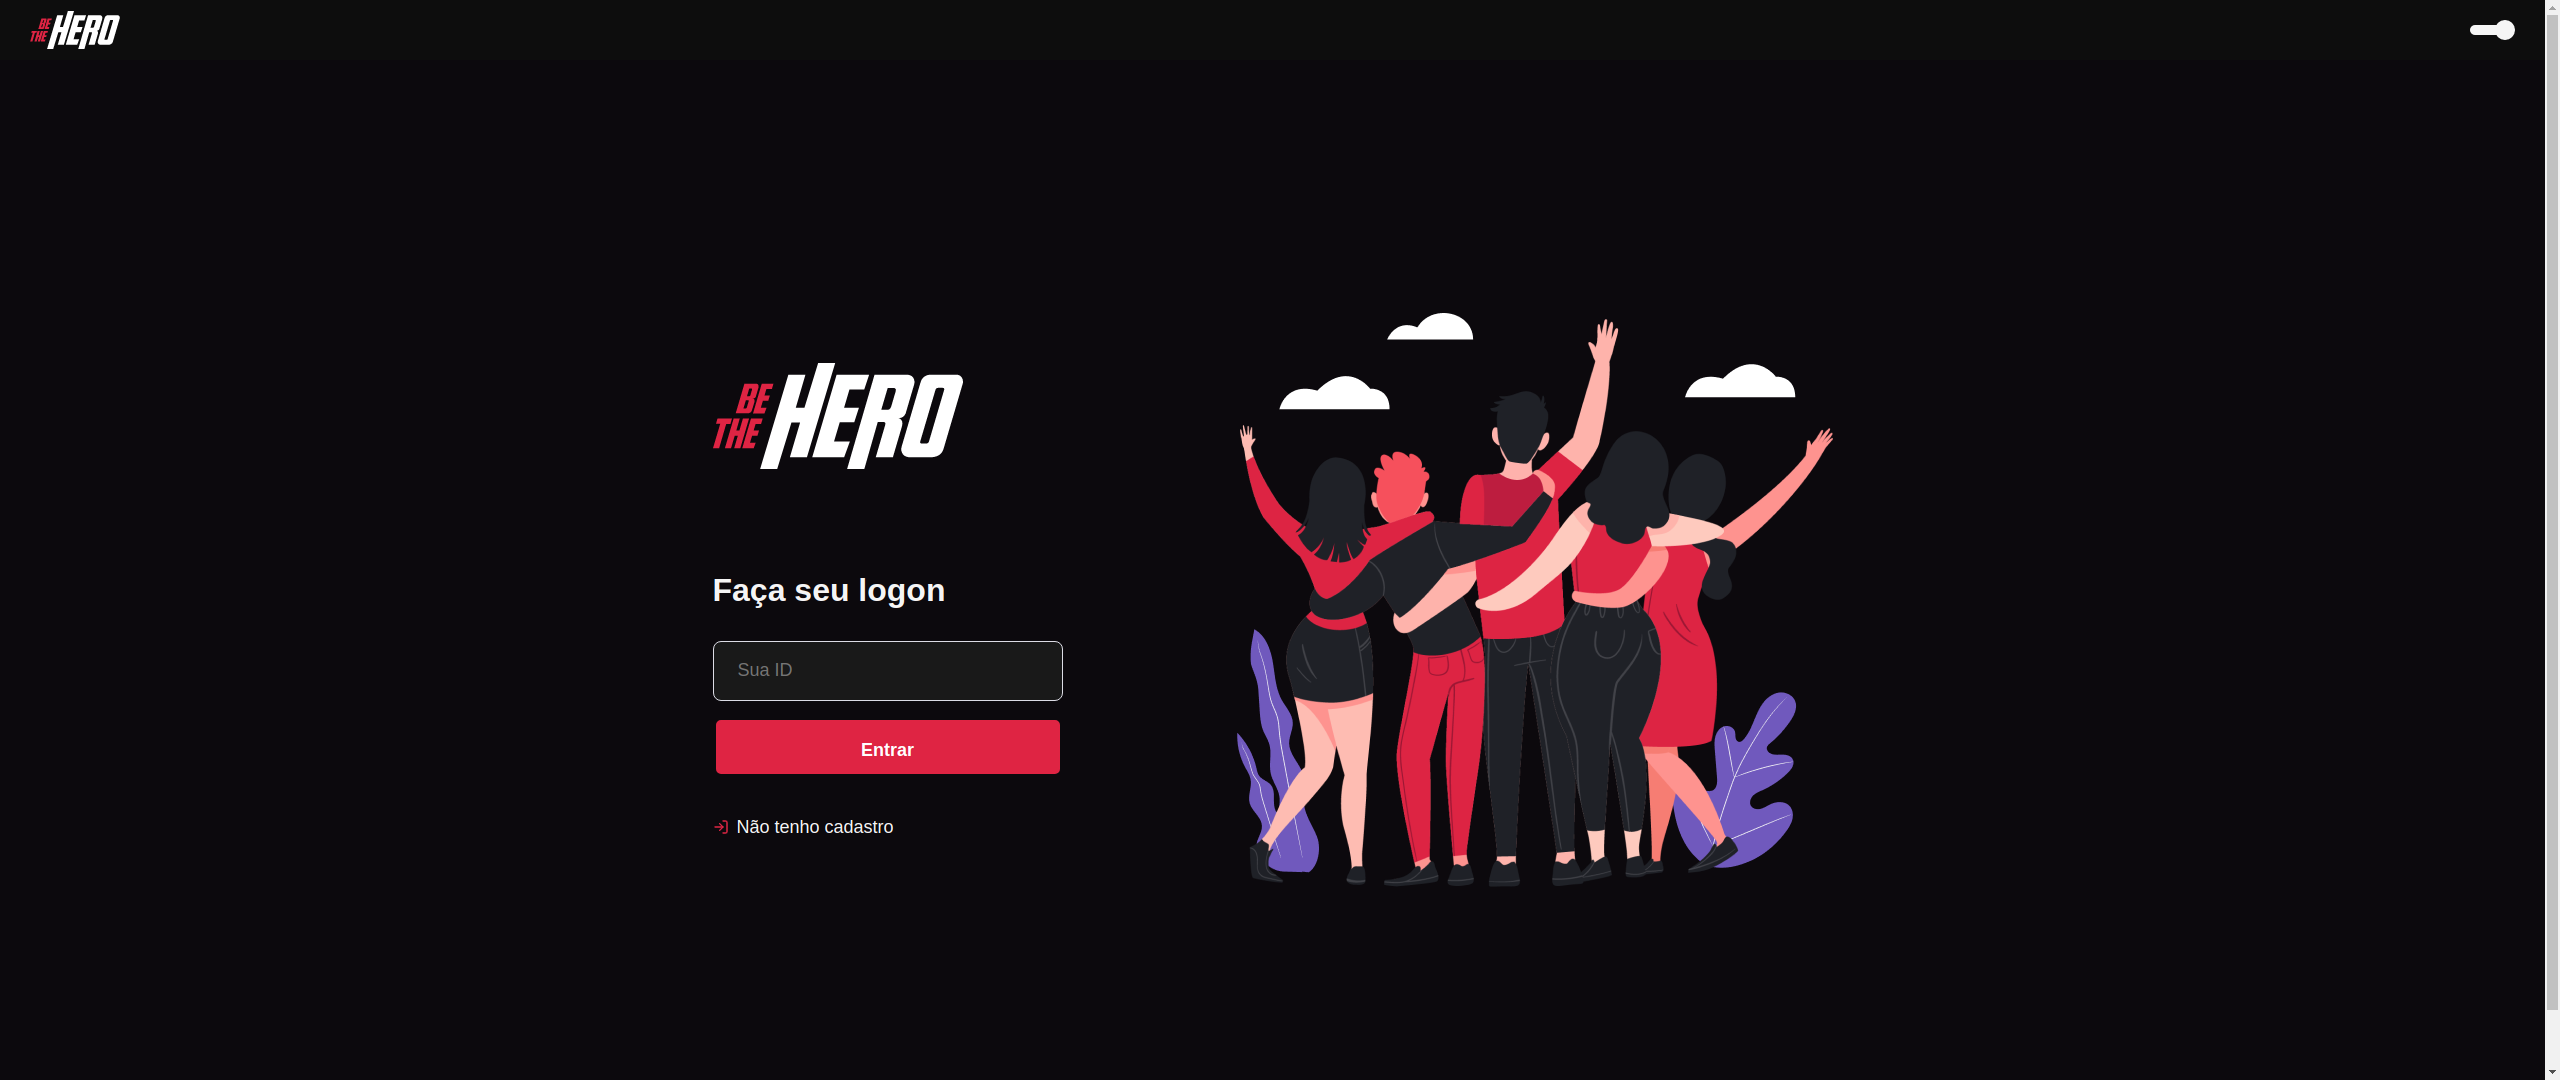 BE
THE HERO
BE
THE HERO
Faça seu logon
Sua ID
Entrar
Não tenho cadastro